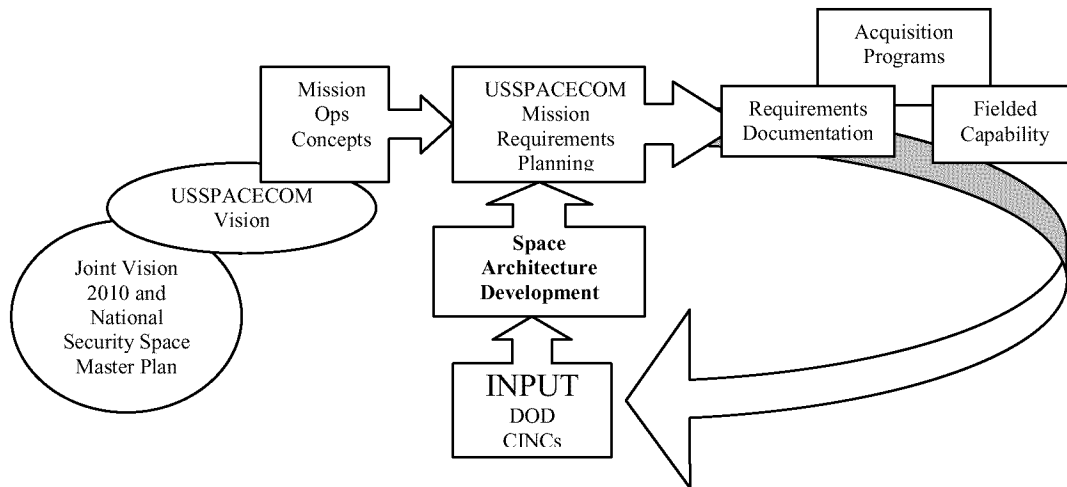 Acquisition
Programs
Mission
Ops
Concepts
USSPACECOM
Mission
Requirements
Planning
Requirements
Documentation
Fielded
Capability
USSPACECOM
Vision
Joint Vision
2010 and
National
Security Space
Master Plan
Space
Architecture
Development
INPUT
DOD
CINCs